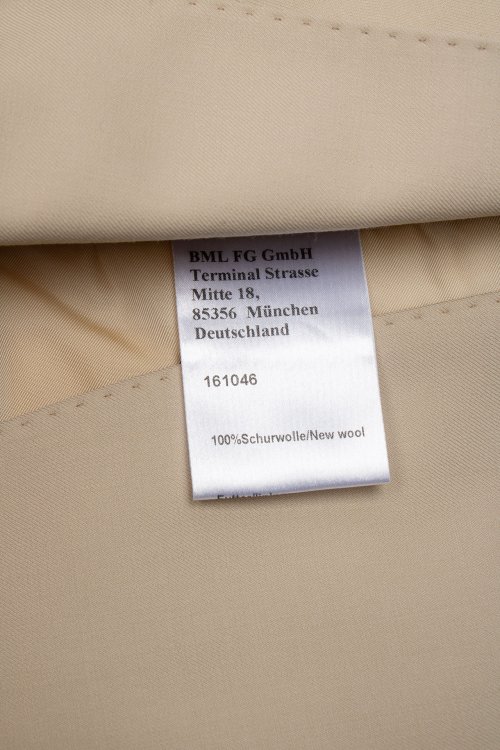 BML FG GmbH
Terminal Strasse
Mitte 18,
85356 München
Deutschland
161046
100%Schurwolle/New wool